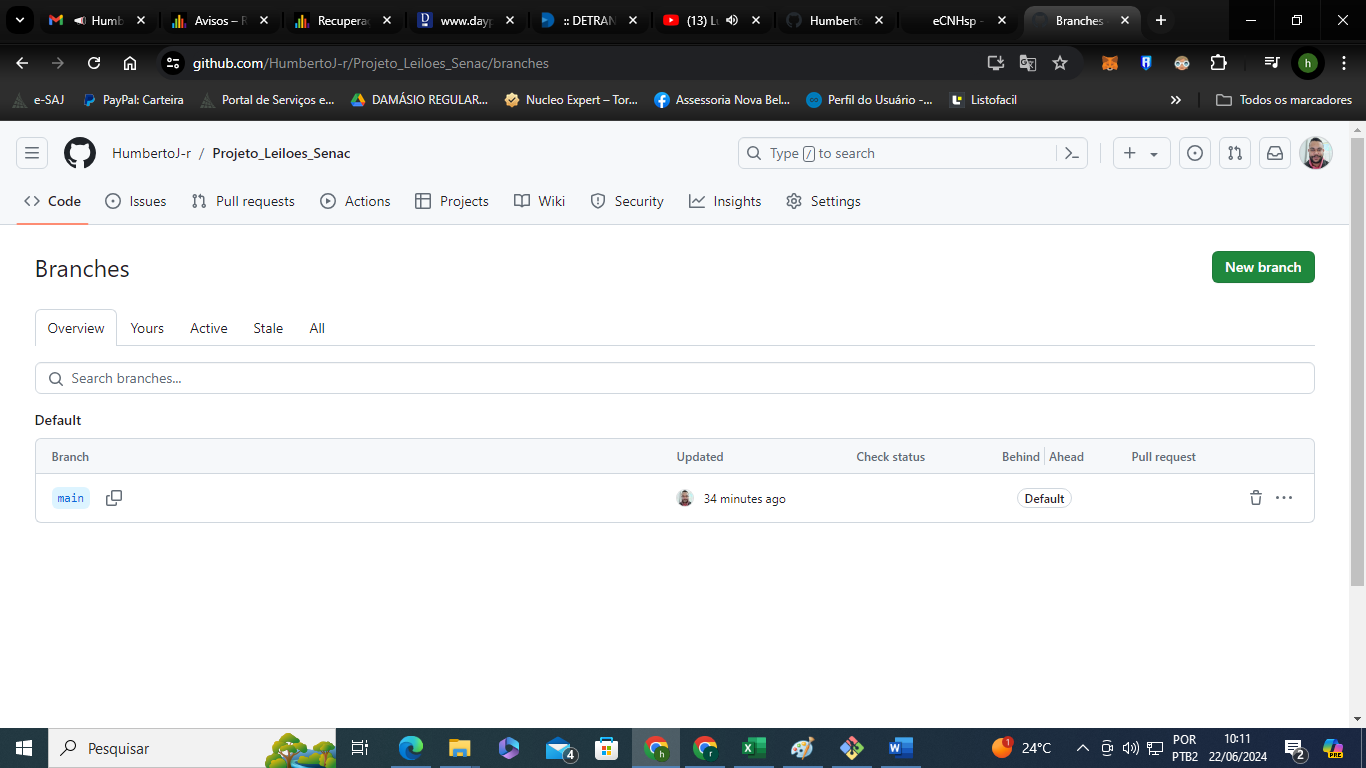 Humb
Avisos – R
Recupera
www.dayp
:: DETRAN
(13) L
Humberto
eCNHsp -
Branches
github.com/HumbertoJ-r/Projeto_Leiloes_Senac/branches
h
e-SAJ
PayPal: Carteira
Portal de Serviços e...
DAMÁSIO REGULAR...
Nucleo Expert – Tor...
Assessoria Nova Bel...
Perfil do Usuário -...
Listofacil
Todos os marcadores
HumbertoJ-r / Projeto_Leiloes_Senac
Type / to search
Code
Issues
Pull requests
Actions
Projects
Wiki
Security
Insights
Settings
Branches
New branch
Overview
Yours
Active
Stale
All
Search branches...
Default
Branch
Updated
Check status
Behind
Ahead
Pull request
main
34 minutes ago
Default
Pesquisar
4
h
r
1
24°C
POR
PTB2
10:11
22/06/2024
2
PRE